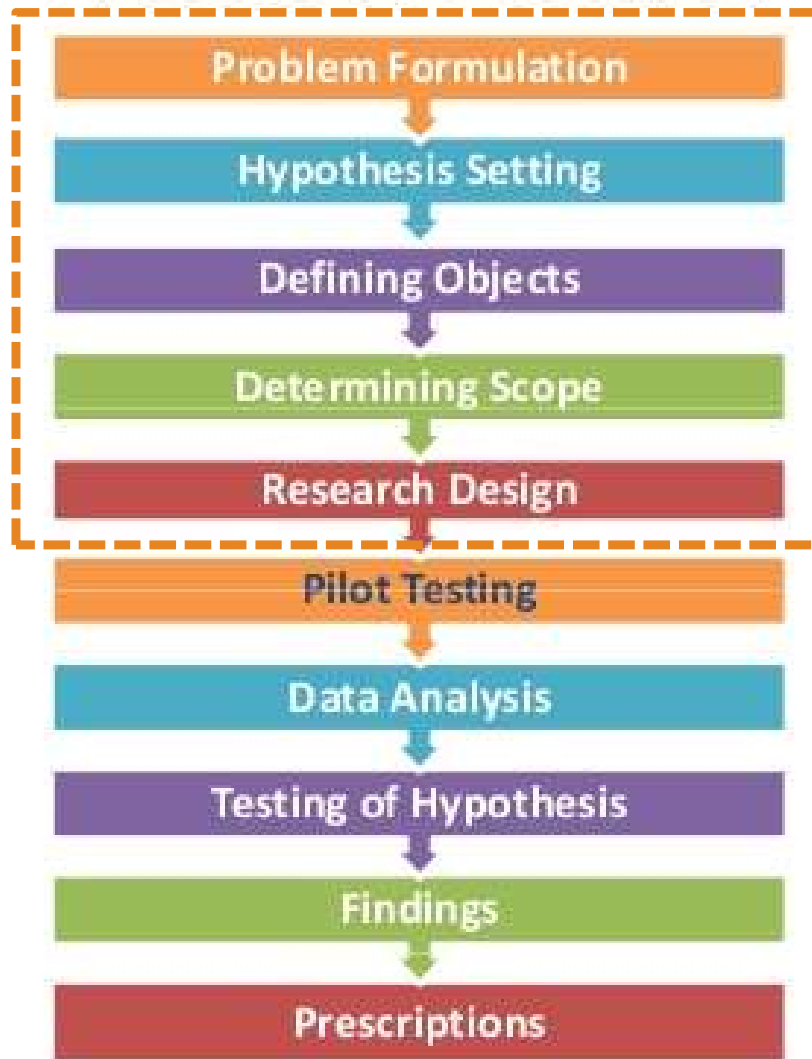 Problem Formulation
Hypothesis Setting
Defining Objects
Determining Scope
Research Design
Pilot Testing
Data Analysis
Testing of Hypothesis
Findings
Prescriptions